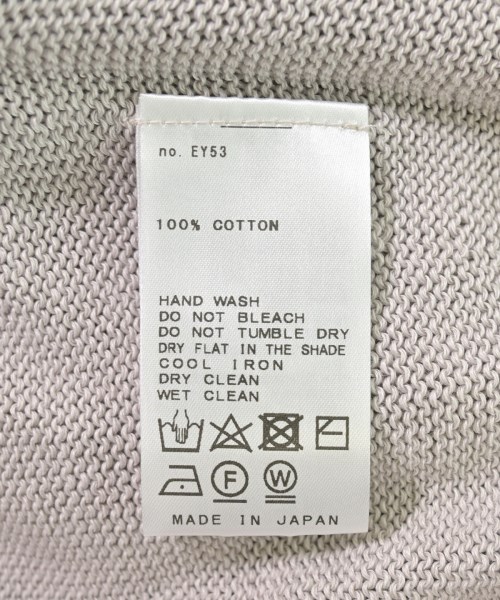 no. EY53
100% COTTON
HAND WASH
DO NOT BLEACH
DO NOT TUMBLE DRY
DRY FLAT IN THE SHADE
COOL IRON
DRY CLEAN
WET CLEAN
F W
MADE IN JAPAN